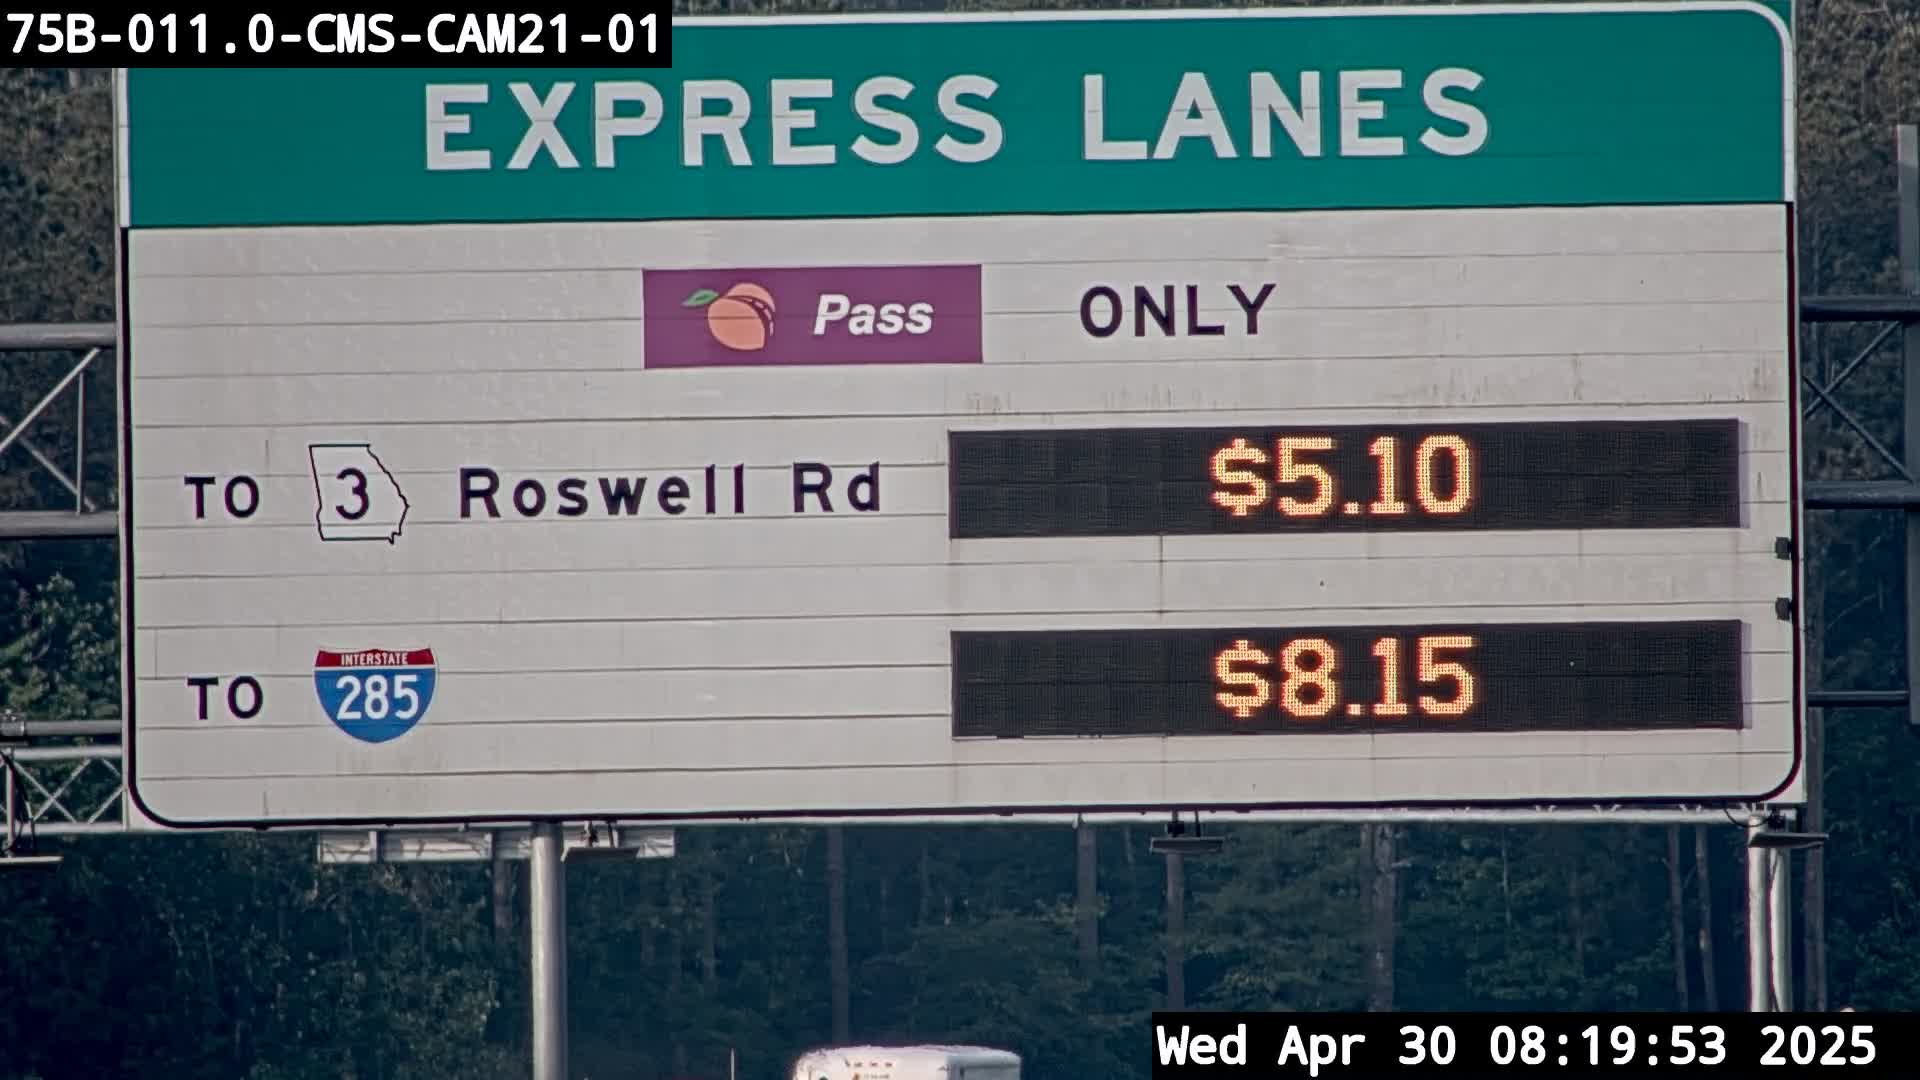 75B-011.0-CMS-CAM21-01
EXPRESS LANES
Pass ONLY
TO 3 Roswell Rd $5.10
TO INTERSTATE 285 $8.15
Wed Apr 30 08:19:53 2025